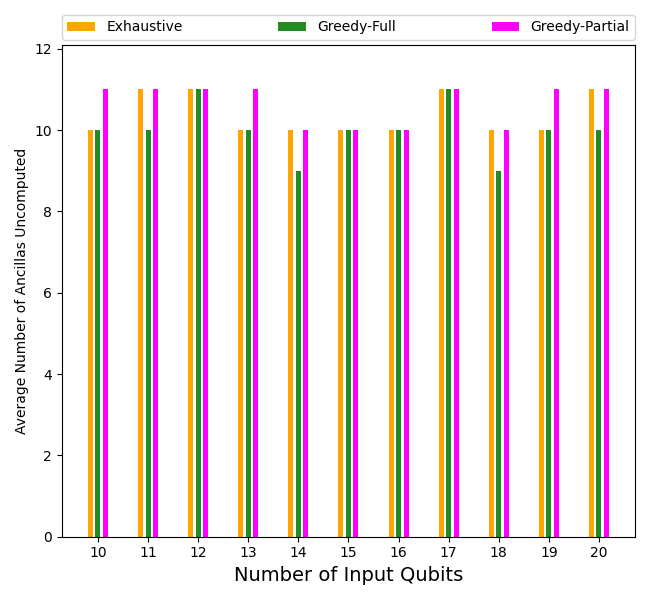 Exhaustive Greedy-Full Greedy-Partial
12
10
8
6
4
2
0
Average Number of Ancillas Uncomputed
10 11 12 13 14 15 16 17 18 19 20
Number of Input Qubits